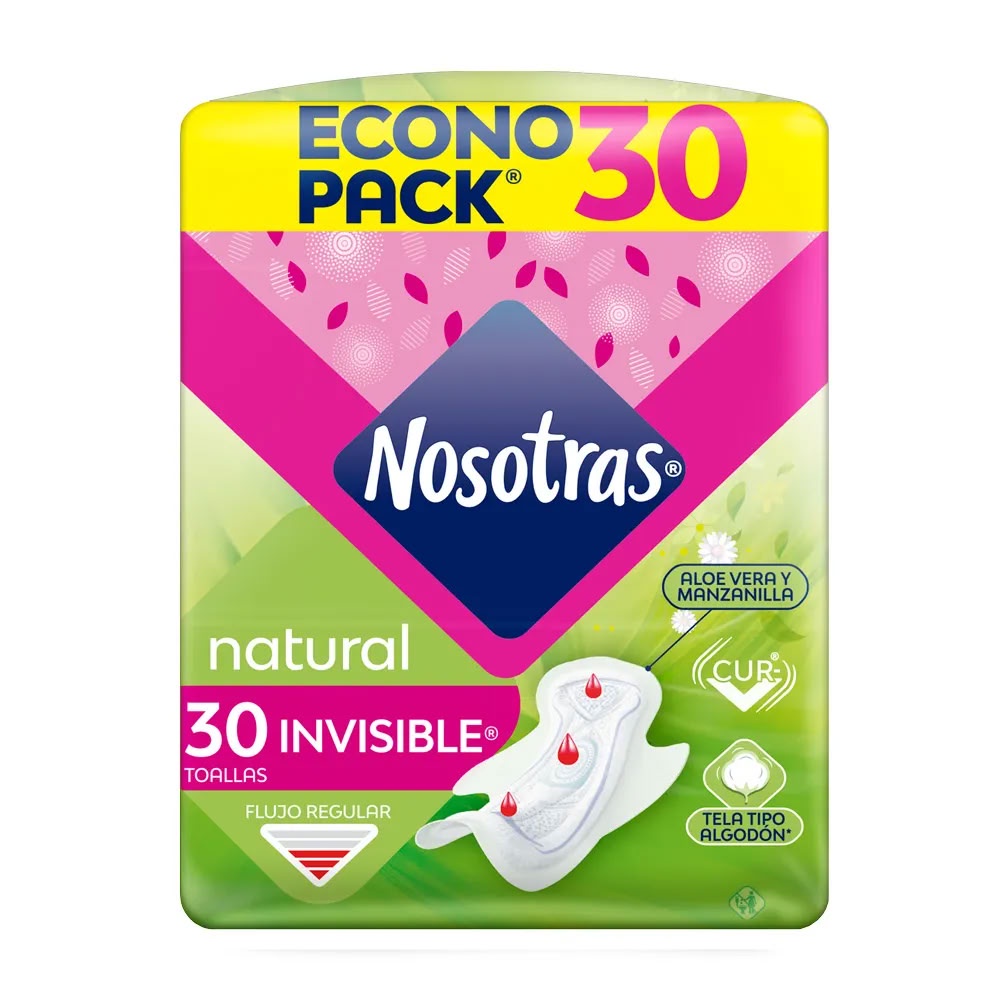 ECONO
PACK® 30
Nosotras®
ALOE VERA Y
MANZANILLA
natural
CUR-®
30 INVISIBLE®
TOALLAS
FLUJO REGULAR
TELA TIPO
ALGODÓN*